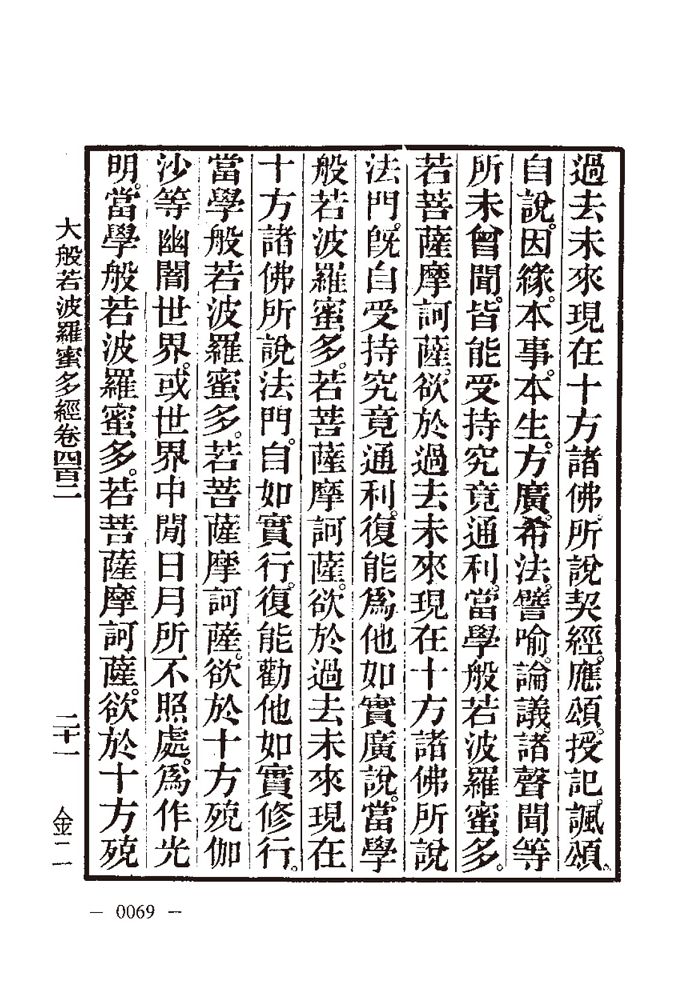 過去未來現在十方諸佛所說契經。應頌。授記。諷頌。
自說。因緣。本事。本生。方廣。希法。譬喻。論議。諸聲聞等
所未曾聞。皆能受持究竟通利。當學般若波羅蜜多。
若菩薩摩訶薩。欲於過去未來現在十方諸佛所說
法門。既自受持究竟通利。復能爲他如實廣說。當學
般若波羅蜜多。若菩薩摩訶薩。欲於過去未來現在
十方諸佛所說法門。自如實行。復能勸他如實修行。
當學般若波羅蜜多。若菩薩摩訶薩。欲於十方殑伽
沙等幽闇世界。或世界中閒日月所不照處。爲作光
明。當學般若波羅蜜多。若菩薩摩訶薩。欲於十方殑
大般若波羅蜜多經卷四百二 二十一 金二
— 0069 —